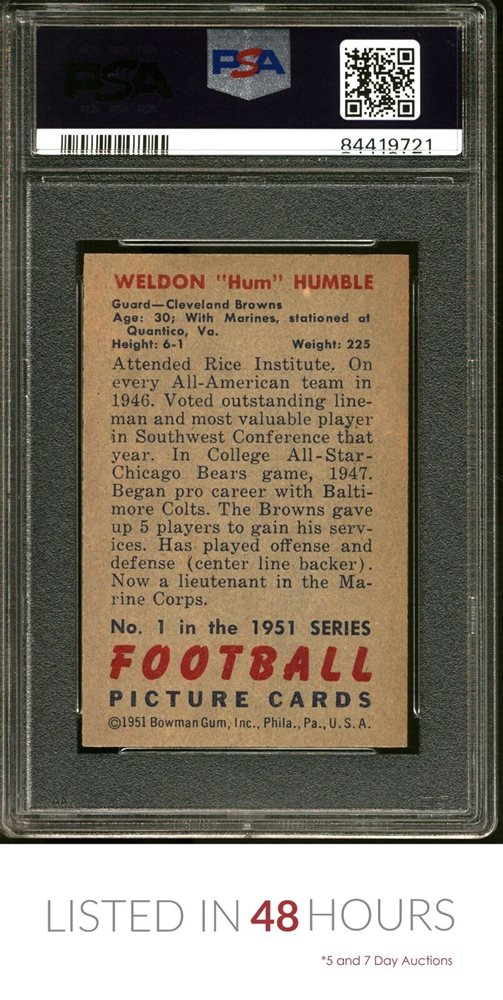 PSA
PSA
84419721
WELDON "Hum" HUMBLE
Guard—Cleveland Browns
Age: 30; With Marines, stationed at
Quantico, Va.
Height: 6-1 Weight: 225
Attended Rice Institute. On
every All-American team in
1946. Voted outstanding line-
man and most valuable player
in Southwest Conference that
year. In College All-Star-
Chicago Bears game, 1947.
Began pro career with Balti-
more Colts. The Browns gave
up 5 players to gain his serv-
ices. Has played offense and
defense (center line backer).
Now a lieutenant in the Ma-
rine Corps.
No. 1 in the 1951 SERIES
FOOTBALL
PICTURE CARDS
©1951 Bowman Gum, Inc., Phila., Pa., U.S.A.
LISTED IN 48 HOURS
*5 and 7 Day Auctions